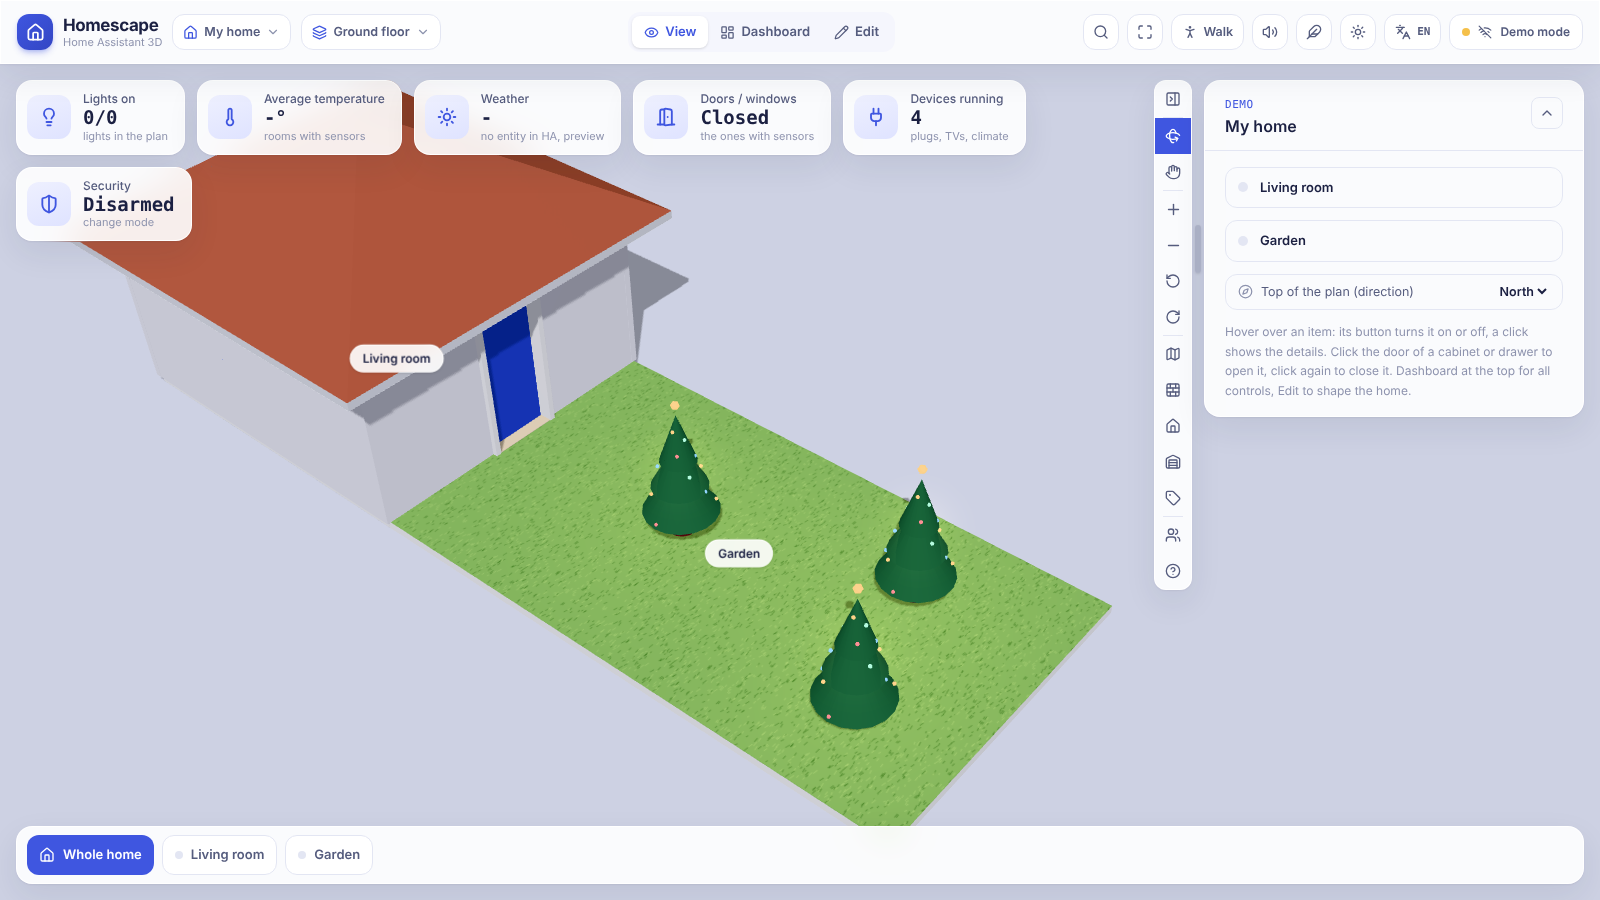 Homescape
Home Assistant 3D
My home
Ground floor
View
Dashboard
Edit
Walk
EN
Demo mode
Lights on
0/0
lights in the plan
Average temperature
-°
rooms with sensors
Weather
-
no entity in HA, preview
Doors / windows
Closed
the ones with sensors
Devices running
4
plugs, TVs, climate
Security
Disarmed
change mode
DEMO
My home
Living room
Garden
Top of the plan (direction)
North
Hover over an item: its button turns it on or off, a click
shows the details. Click the door of a cabinet or drawer to
open it, click again to close it. Dashboard at the top for all
controls, Edit to shape the home.
Living room
Garden
Whole home
Living room
Garden